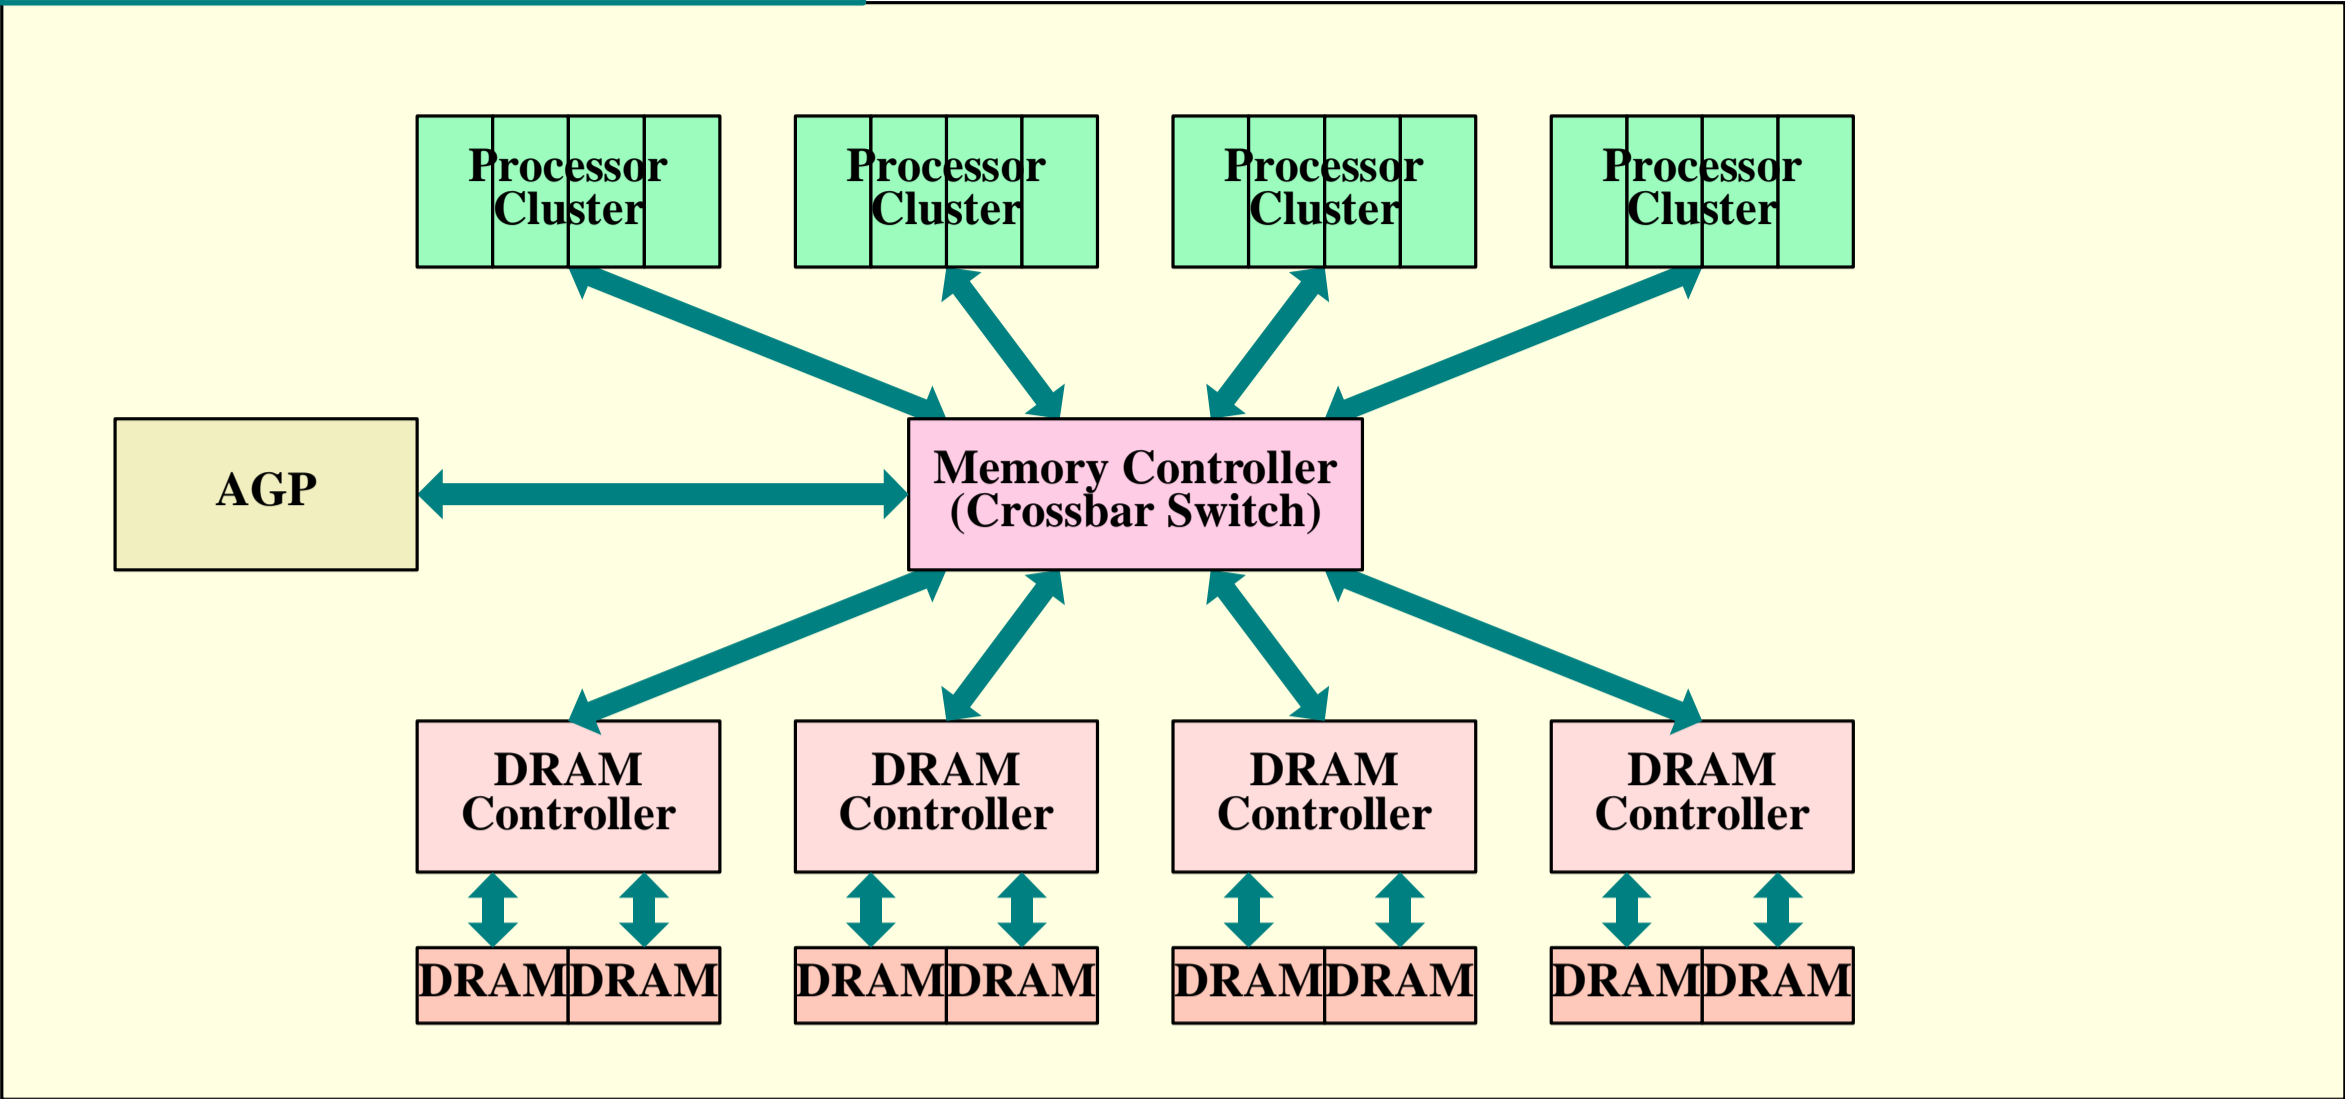 Processor
Cluster
Processor
Cluster
Processor
Cluster
Processor
Cluster
AGP
Memory Controller
(Crossbar Switch)
DRAM
Controller
DRAM
Controller
DRAM
Controller
DRAM
Controller
DRAM DRAM
DRAM DRAM
DRAM DRAM
DRAM DRAM